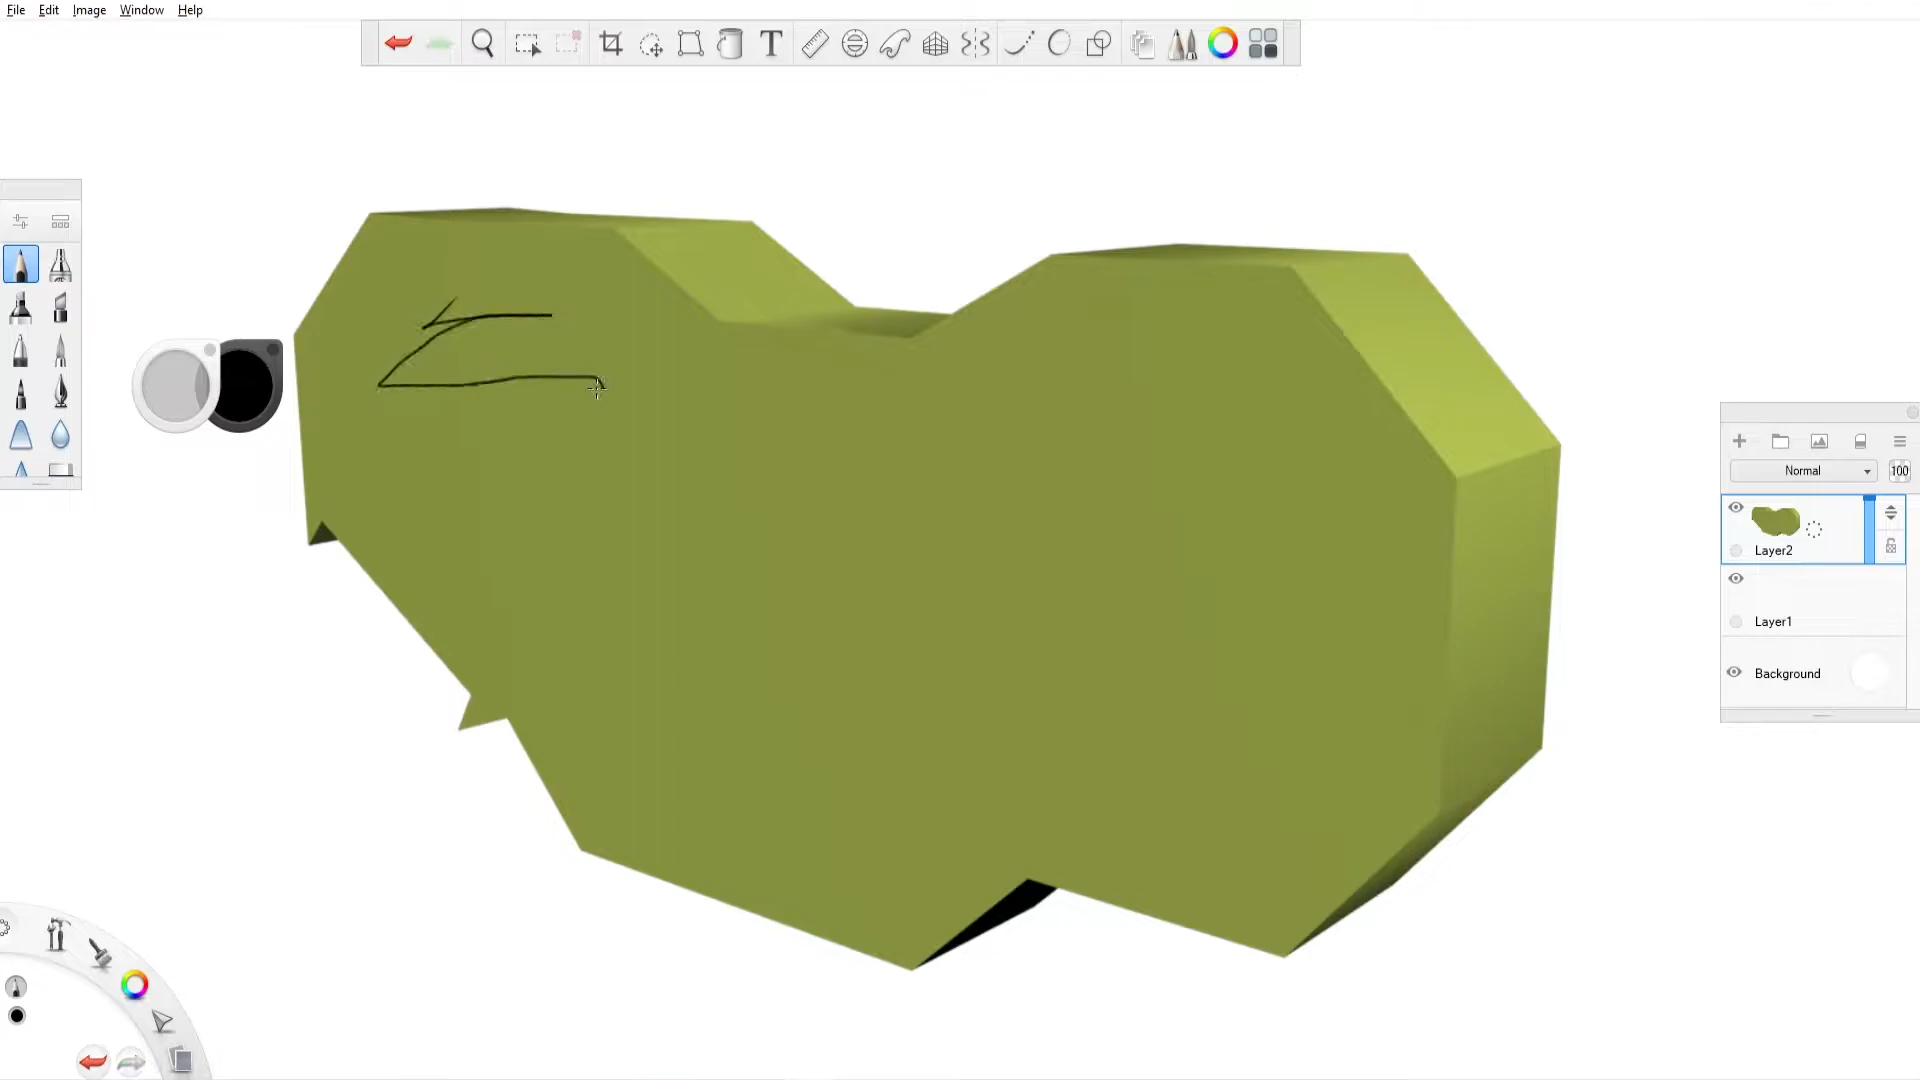 File Edit Image Window Help
T
Normal 100
Layer2
Layer1
Background